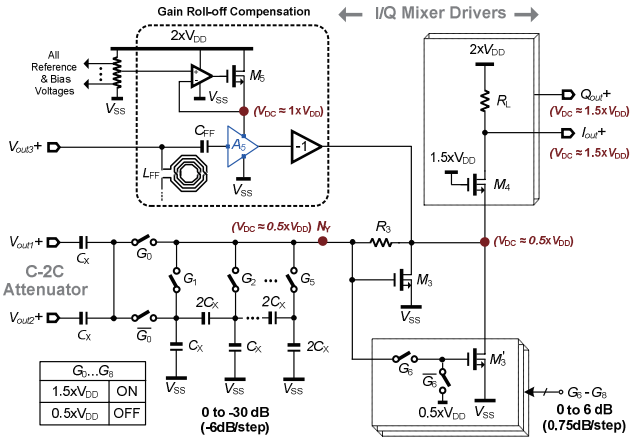 Gain Roll-off Compensation
I/Q Mixer Drivers
2xVDD
2xVDD
All
Reference
& Bias
Voltages
+
-
M5
VSS
VSS
(VDC ≈ 1xVDD)
RL
Qout+
(VDC ≈ 1.5xVDD)
Iout+
(VDC ≈ 1.5xVDD)
CFF
Vout3+
A5
-1
LFF
VSS
1.5xVDD
M4
(VDC ≈ 0.5xVDD) NY
R3
(VDC ≈ 0.5xVDD)
Vout1+
CX
G0
C-2C
Attenuator
G1
G2
...
G5
M3
VSS
Vout2+
CX
G0
2CX
2CX
CX
CX
2CX
VSS
VSS
VSS
G6
M3'
G6
0.5xVDD
VSS
G6 - G8
G0...G8
1.5xVDD ON
0.5xVDD OFF
0 to -30 dB
(-6dB/step)
0 to 6 dB
(0.75dB/step)